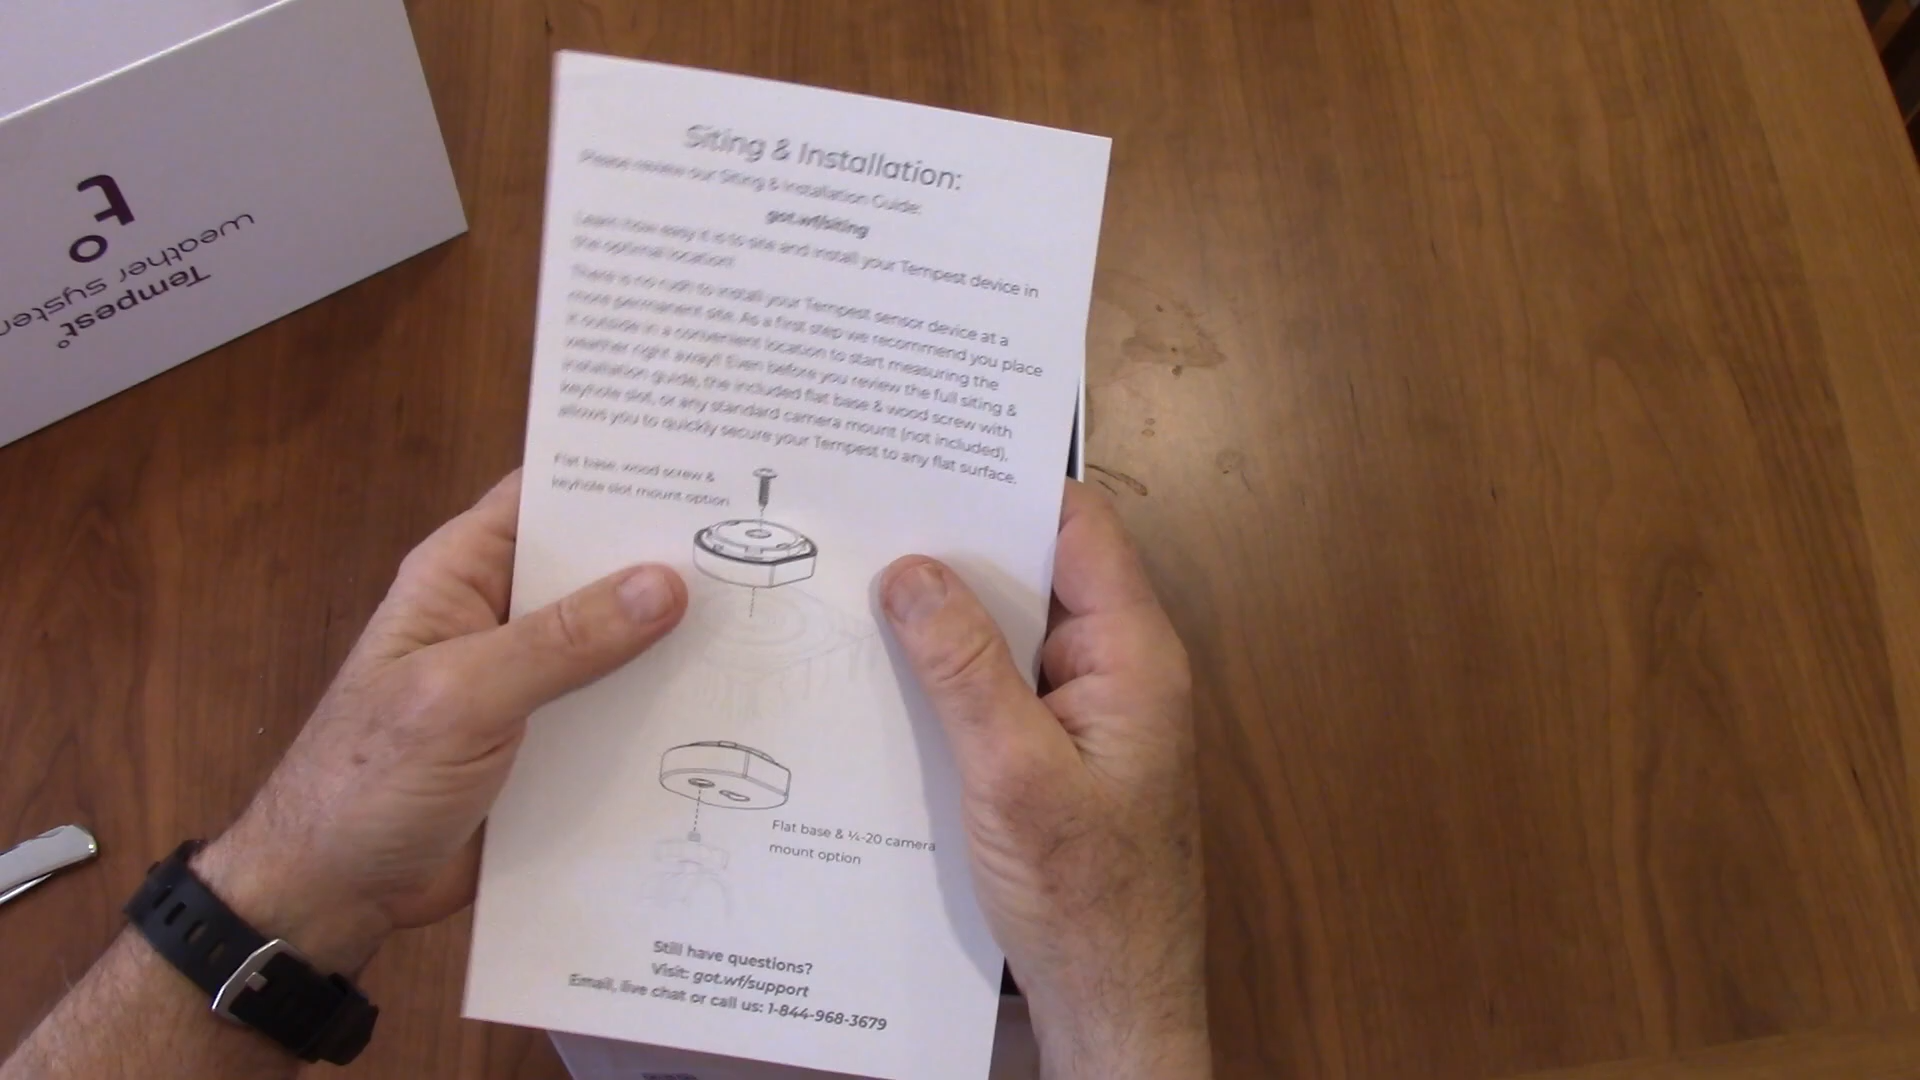 Siting & Installation:
Please review our Siting & Installation Guide:
got.wf/siting
Learn how easy it is to site and install your Tempest device in
the optional location!
There is no rush to install your Tempest sensor device at a
more permanent site. As a first step we recommend you place
it outside in a convenient location to start measuring the
weather right away!! Even before you review the full siting &
installation guide, the included flat base & wood screw with
keyhole slot, or any standard camera mount (not included),
allows you to quickly secure your Tempest to any flat surface.
Flat base, wood screw &
keyhole slot mount option
Flat base & ¼-20 camera
mount option
Still have questions?
Visit: got.wf/support
Email, live chat or call us: 1-844-968-3679
Tempest°
weather system